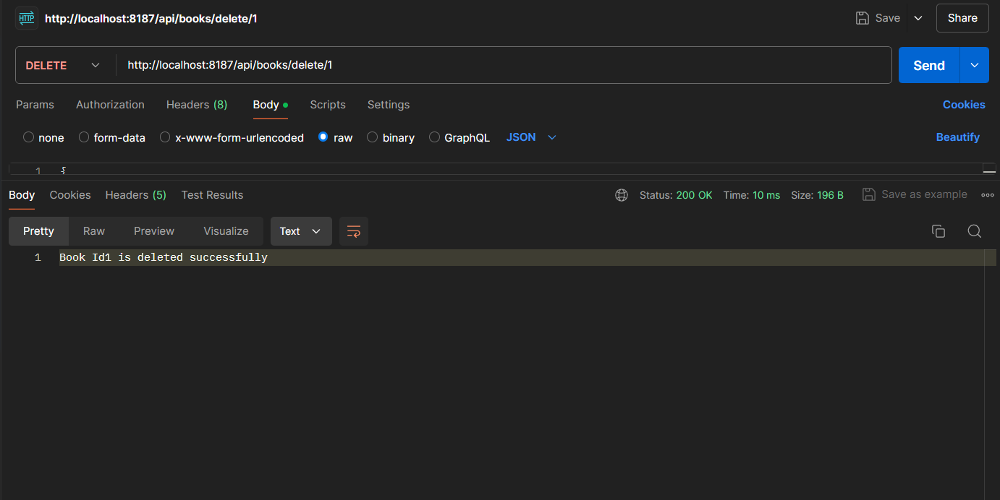 HTTP http://localhost:8187/api/books/delete/1 Save Share
DELETE http://localhost:8187/api/books/delete/1 Send
Params Authorization Headers (8) Body Scripts Settings Cookies
none form-data x-www-form-urlencoded raw binary GraphQL JSON Beautify
1 {
Body Cookies Headers (5) Test Results Status: 200 OK Time: 10 ms Size: 196 B Save as example
Pretty Raw Preview Visualize Text
1 Book Id1 is deleted successfully